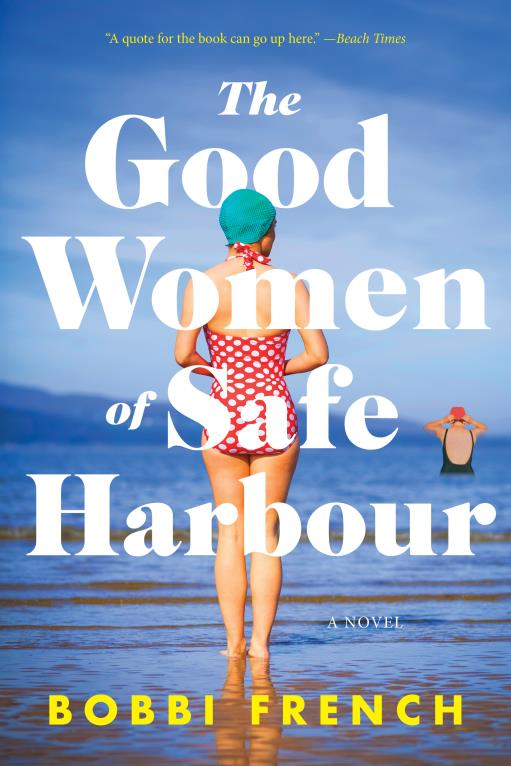 “A quote for the book can go up here.” —Beach Times
The
Good
Women
of Safe
Harbour
A NOVEL
BOBBI FRENCH